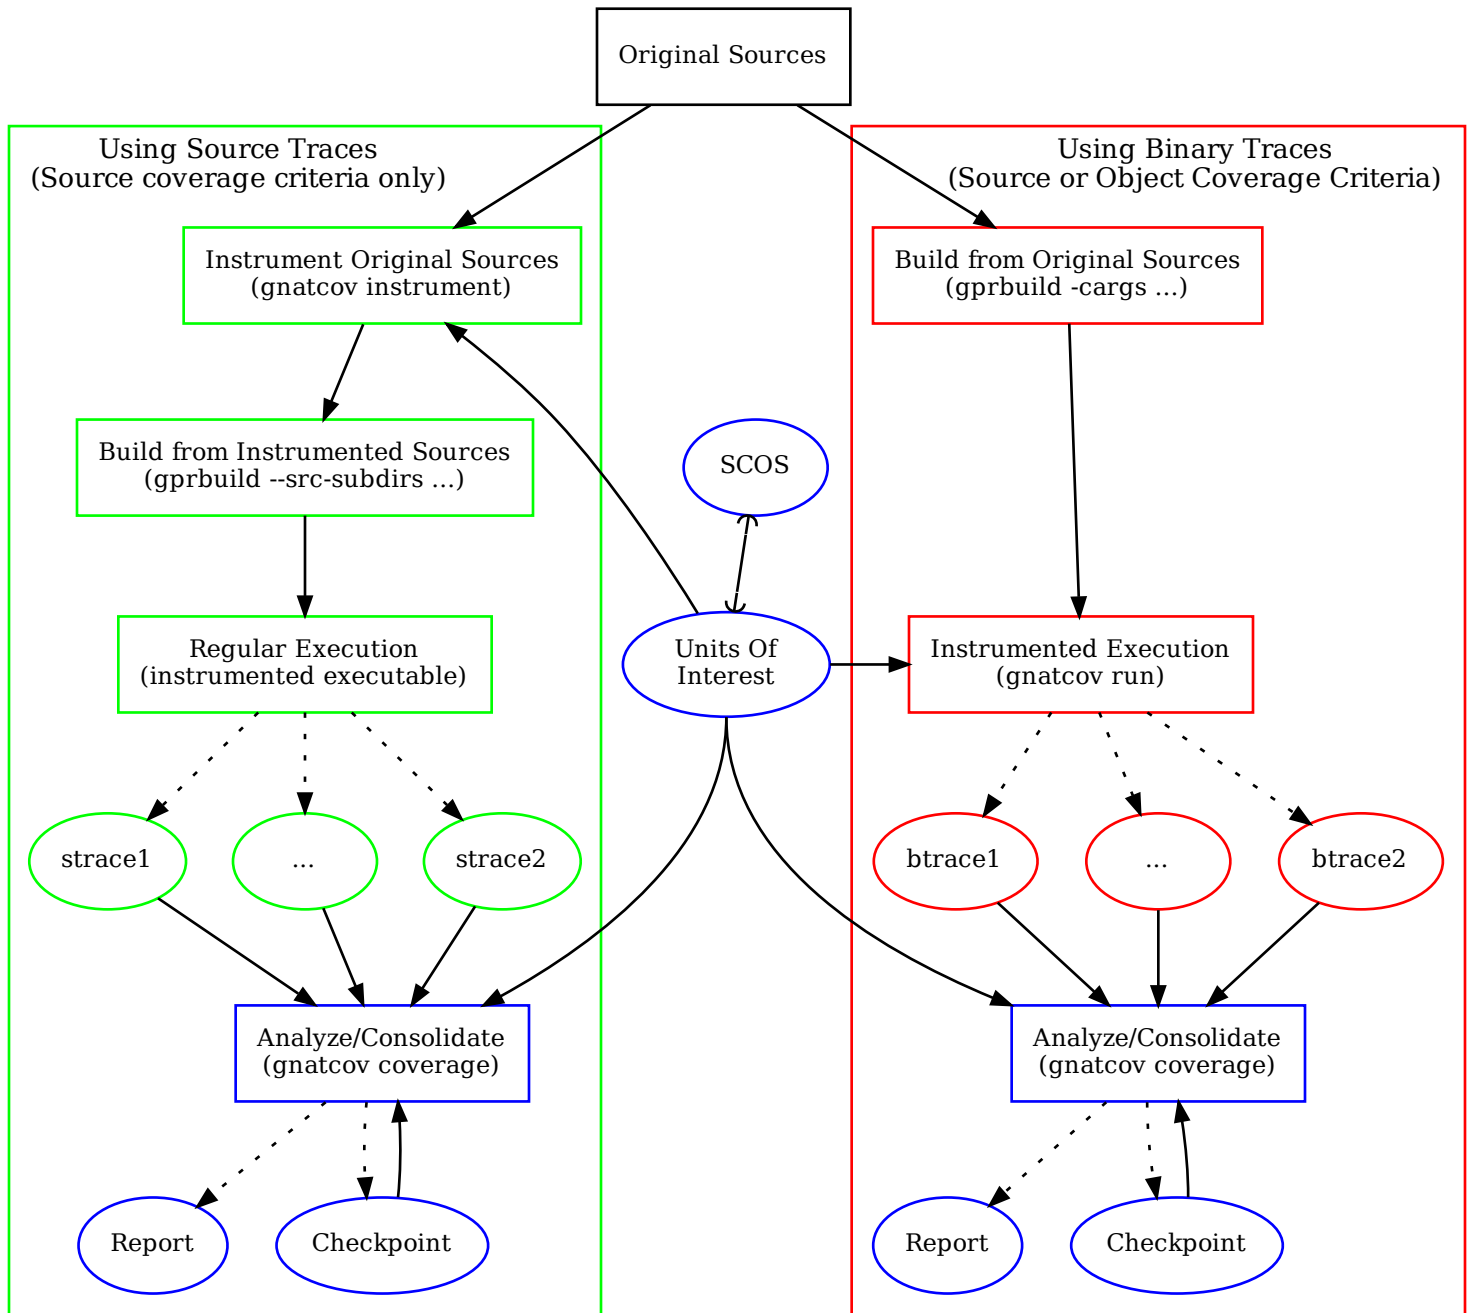 Original Sources
Using Source Traces
(Source coverage criteria only)
Using Binary Traces
(Source or Object Coverage Criteria)
Instrument Original Sources
(gnatcov instrument)
Build from Original Sources
(gprbuild -cargs ...)
Build from Instrumented Sources
(gprbuild --src-subdirs ...)
SCOS
Regular Execution
(instrumented executable)
Units Of
Interest
Instrumented Execution
(gnatcov run)
strace1
...
strace2
btrace1
...
btrace2
Analyze/Consolidate
(gnatcov coverage)
Analyze/Consolidate
(gnatcov coverage)
Report
Checkpoint
Report
Checkpoint